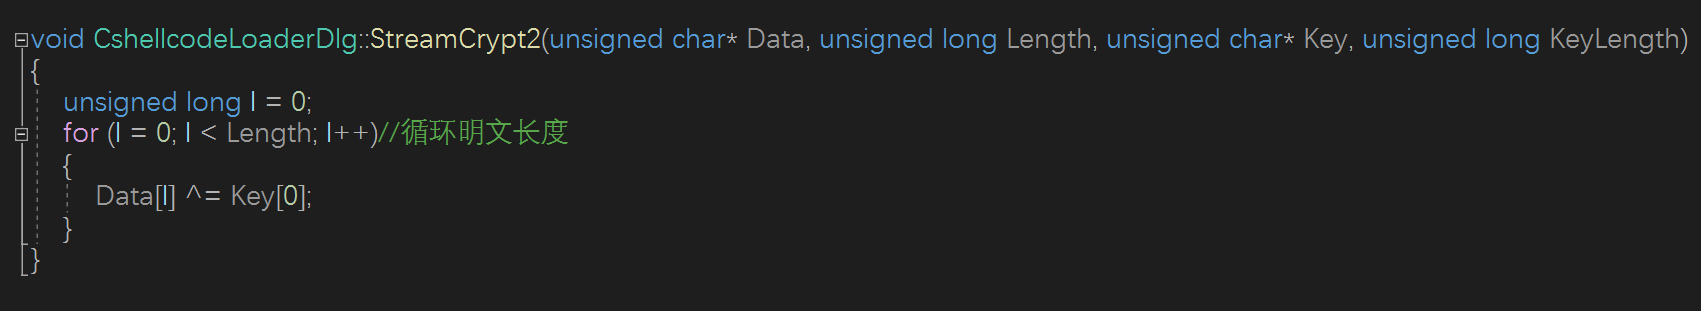 void CshellcodeLoaderDlg::StreamCrypt2(unsigned char* Data, unsigned long Length, unsigned char* Key, unsigned long KeyLength)
{
unsigned long l = 0;
for (l = 0; l < Length; l++)//循环明文长度
{
Data[l] ^= Key[0];
}
}